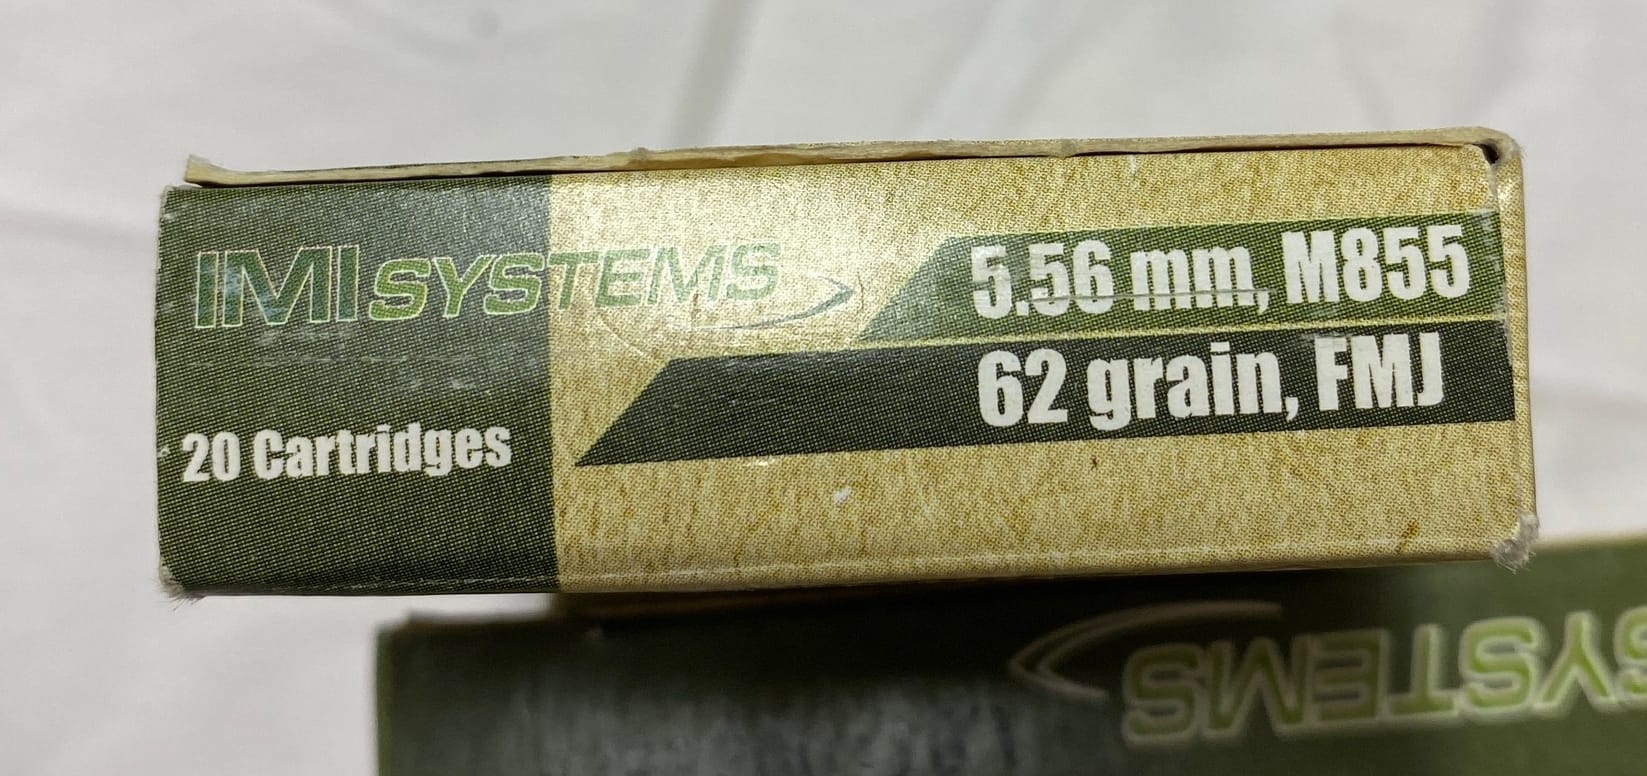 IMI SYSTEMS
5.56 mm, M855
62 grain, FMJ
20 Cartridges
SYSTEMS